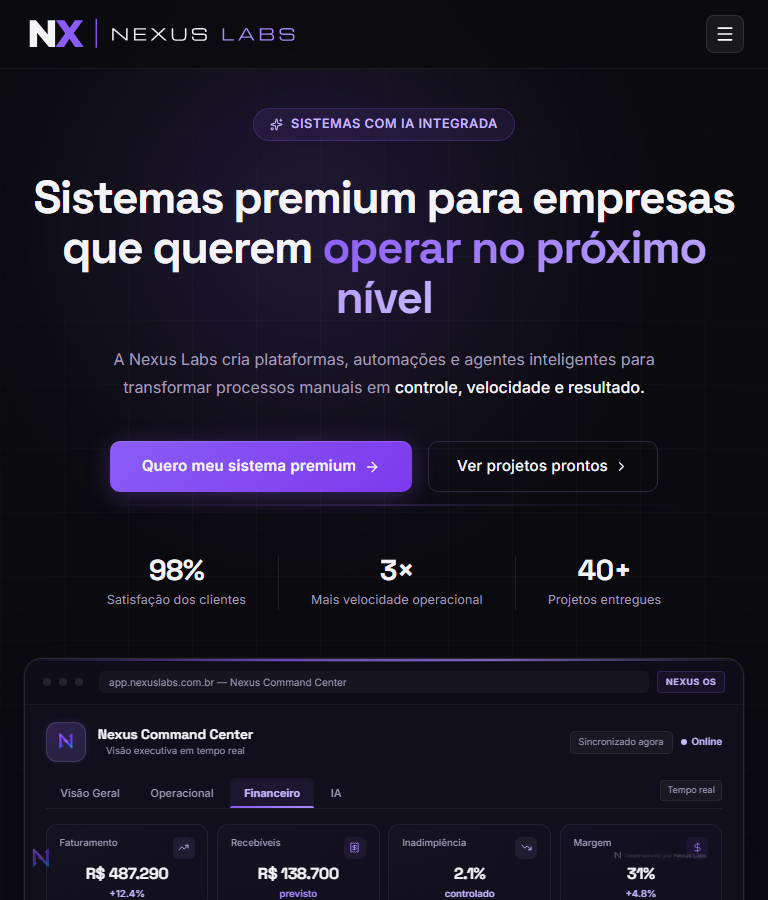 NX | NEXUS LABS
SISTEMAS COM IA INTEGRADA
Sistemas premium para empresas
que querem operar no próximo
nível
A Nexus Labs cria plataformas, automações e agentes inteligentes para
transformar processos manuais em controle, velocidade e resultado.
Quero meu sistema premium →
Ver projetos prontos
98%
Satisfação dos clientes
3×
Mais velocidade operacional
40+
Projetos entregues
app.nexuslabs.com.br — Nexus Command Center
NEXUS OS
N
Nexus Command Center
Visão executiva em tempo real
Sincronizado agora
Online
Visão Geral
Operacional
Financeiro
IA
Tempo real
Faturamento
R$ 487.290
+12.4%
Recebíveis
R$ 138.700
previsto
Inadimplência
2.1%
controlado
Margem
$
31%
+4.8%
N
N Desenvolvido por Nexus Labs